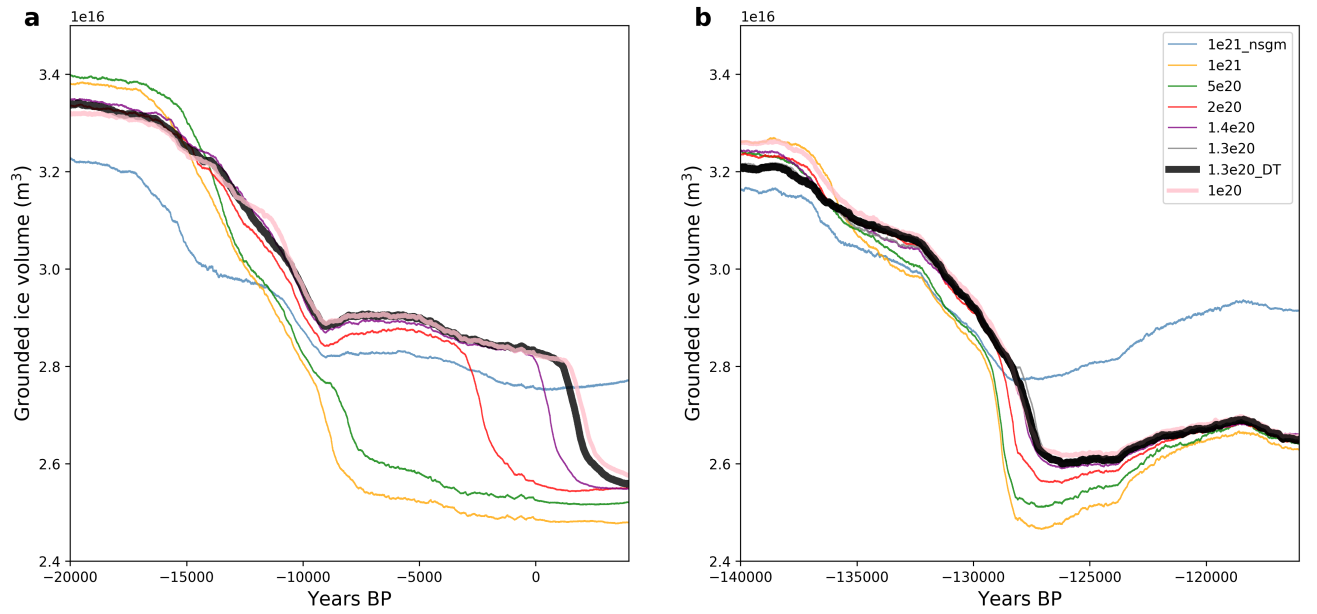 a
1e16
3.4
3.2
3.0
2.8
2.6
2.4
Grounded ice volume (m³)
−20000 −15000 −10000 −5000 0
Years BP
b
1e16
3.4
3.2
3.0
2.8
2.6
2.4
Grounded ice volume (m³)
−140000 −135000 −130000 −125000 −120000
Years BP
1e21_nsgm
1e21
5e20
2e20
1.4e20
1.3e20
1.3e20_DT
1e20